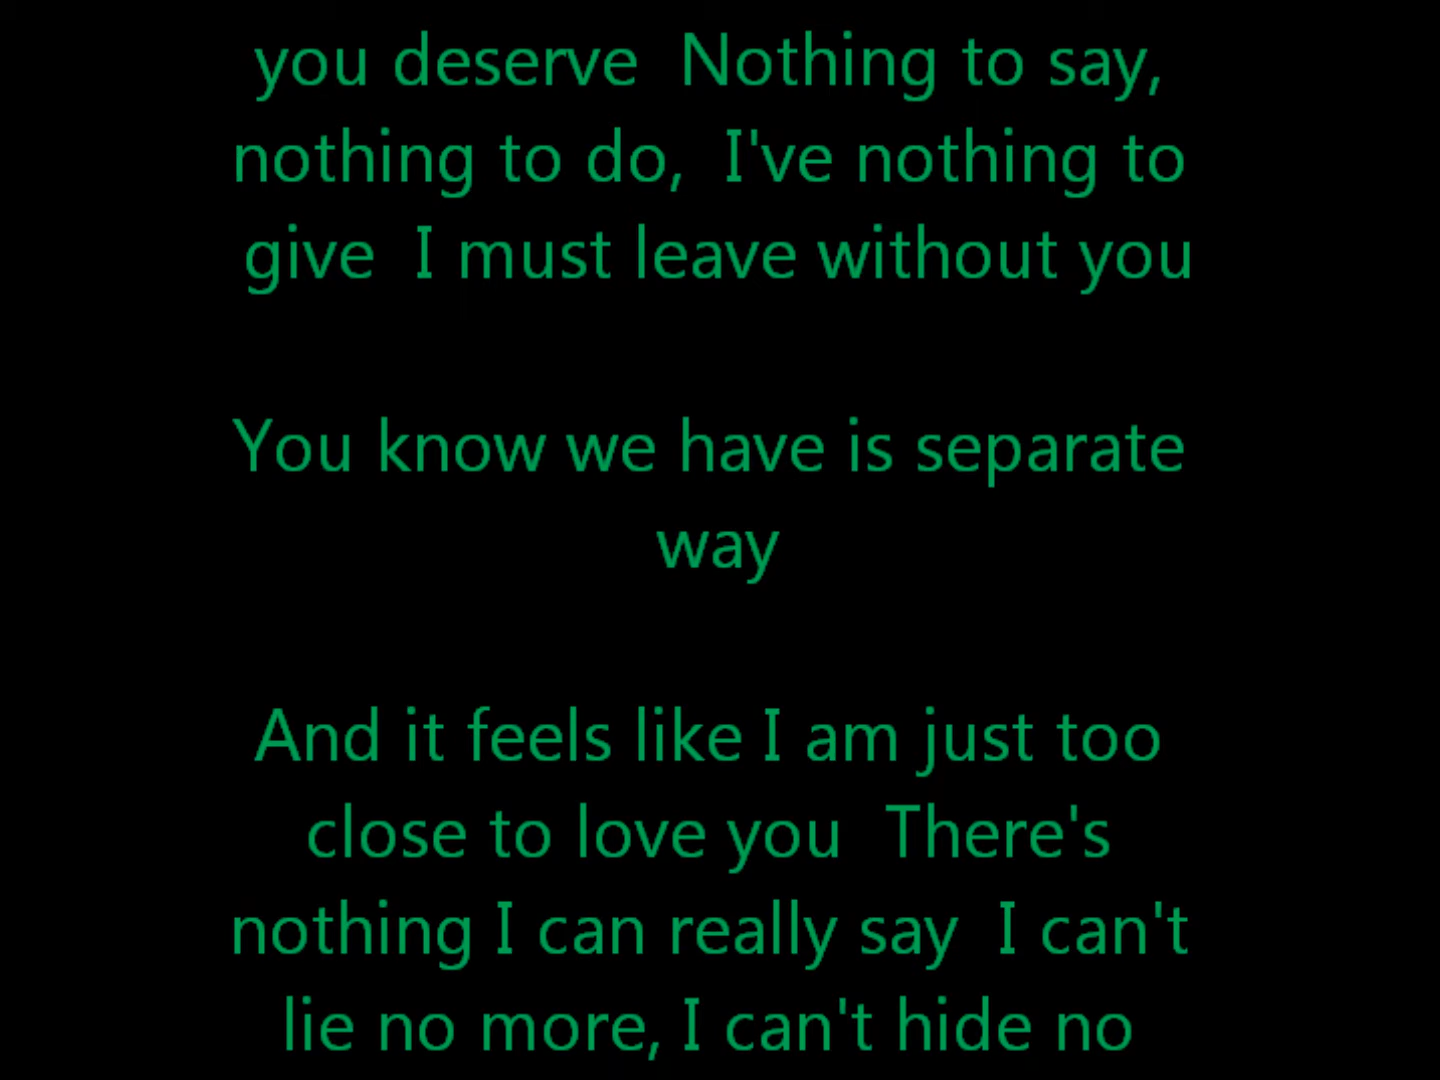 you deserve  Nothing to say,
nothing to do,  I've nothing to
give  I must leave without you
You know we have is separate
way
And it feels like I am just too
close to love you  There's
nothing I can really say  I can't
lie no more, I can't hide no